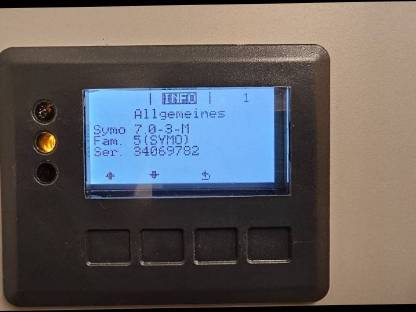 | INFO | 1
Allgemeines
Symo 7.0-3-M
Fam. 5(SYMO)
Ser. 34069782